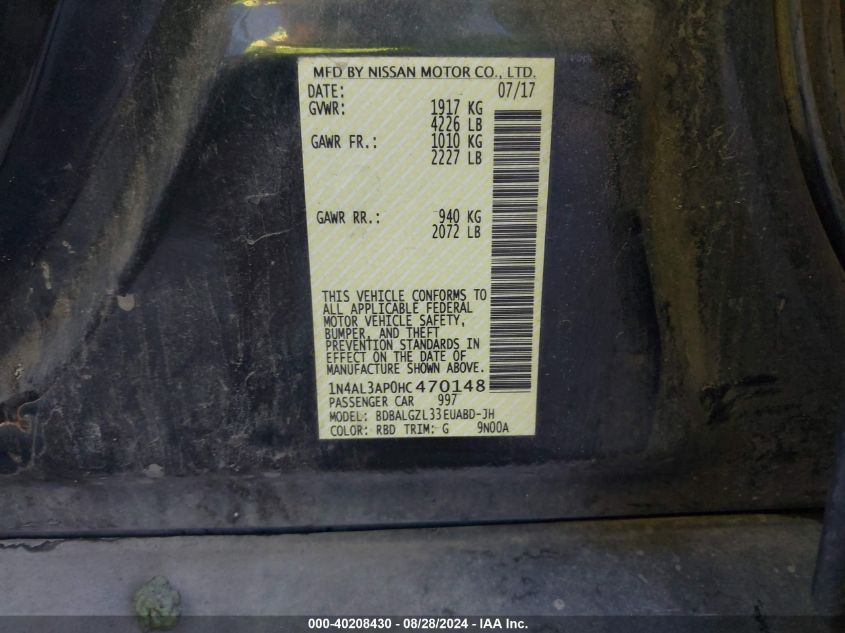 MFD BY NISSAN MOTOR CO., LTD.
DATE: 07/17
GVWR: 1917 KG
4226 LB
GAWR FR.: 1010 KG
2227 LB
GAWR RR.: 940 KG
2072 LB
THIS VEHICLE CONFORMS TO
ALL APPLICABLE FEDERAL
MOTOR VEHICLE SAFETY,
BUMPER, AND THEFT
PREVENTION STANDARDS IN
EFFECT ON THE DATE OF
MANUFACTURE SHOWN ABOVE.
1N4AL3AP0HC470148
PASSENGER CAR 997
MODEL: BDBALGZL33EUABD-JH
COLOR: RBD TRIM: G 9N00A
000-40208430 - 08/28/2024 - IAA Inc.